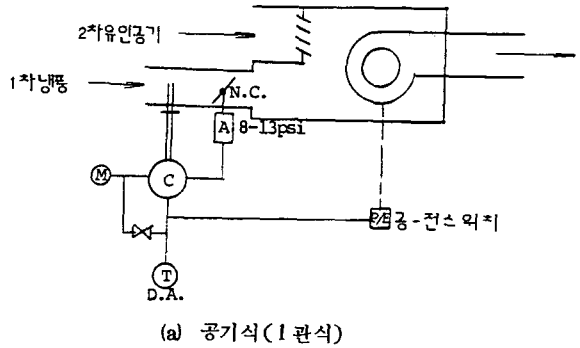 2차유인공기
1차냉풍
N.C.
A 8-13psi
M
C
P/E 공-전스위치
T
D.A.
(a) 공기식(1관식)